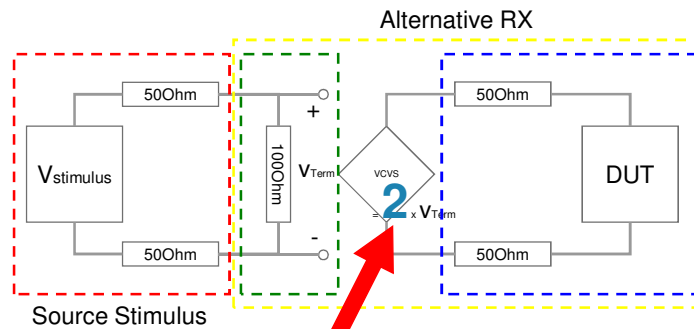 Alternative RX
50Ohm
50Ohm
+
Vstimulus
100Ohm
VTerm
VCVS
= 2 x VTerm
DUT
-
50Ohm
50Ohm
Source Stimulus